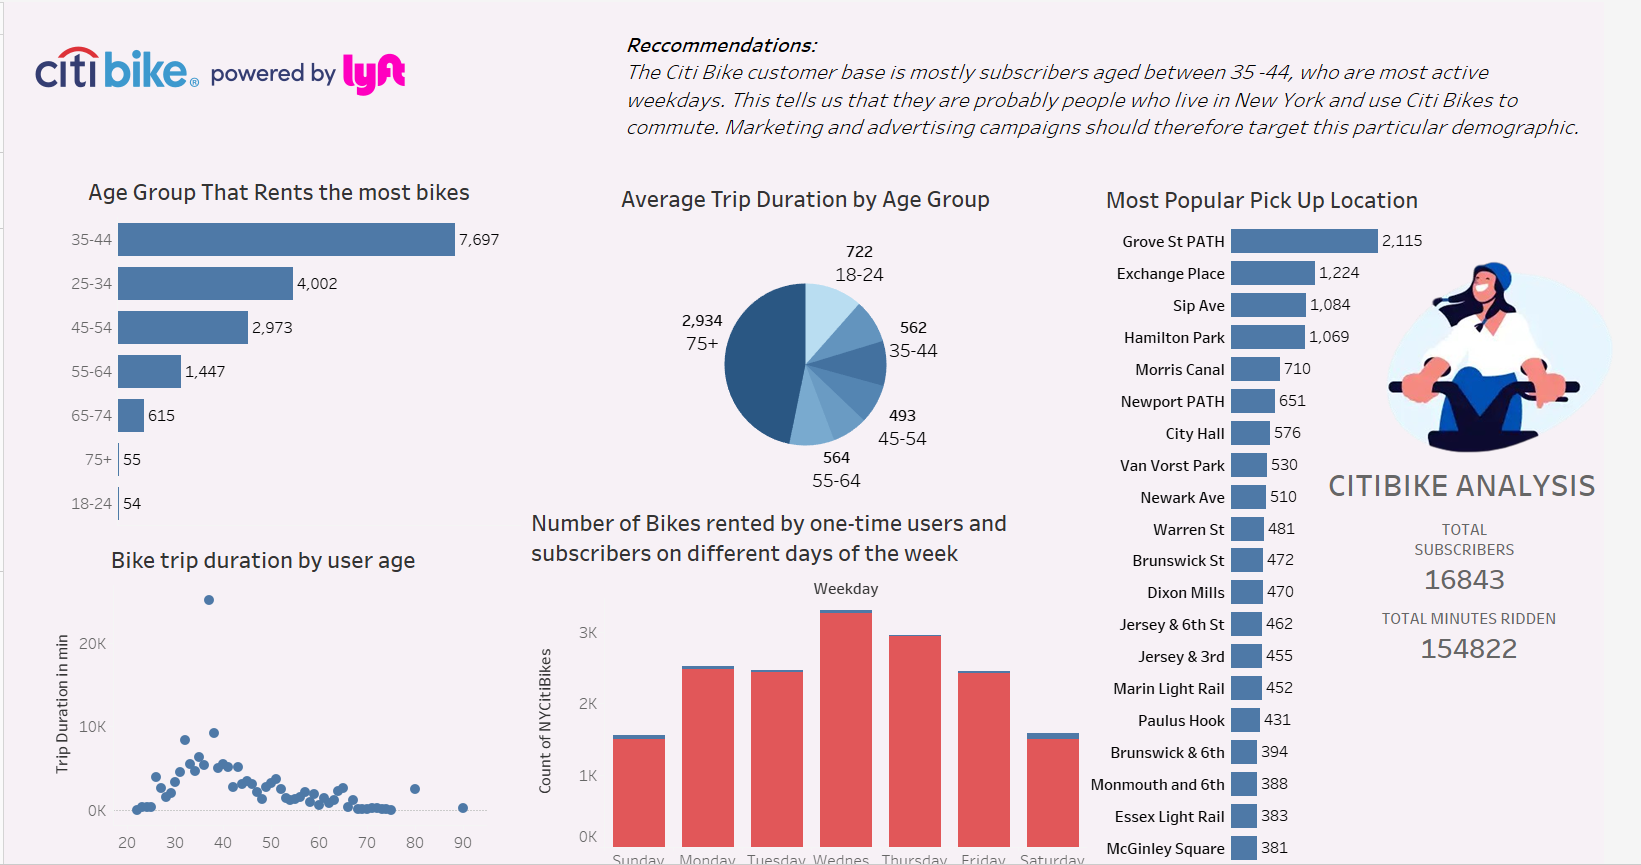 citi bike® powered by lyft
Reccommendations:
The Citi Bike customer base is mostly subscribers aged between 35 -44, who are most active
weekdays. This tells us that they are probably people who live in New York and use Citi Bikes to
commute. Marketing and advertising campaigns should therefore target this particular demographic.
Age Group That Rents the most bikes
35-44 7,697
25-34 4,002
45-54 2,973
55-64 1,447
65-74 615
75+ 55
18-24 54
Average Trip Duration by Age Group
722
18-24
562
35-44
493
45-54
564
55-64
2,934
75+
Most Popular Pick Up Location
Grove St PATH 2,115
Exchange Place 1,224
Sip Ave 1,084
Hamilton Park 1,069
Morris Canal 710
Newport PATH 651
City Hall 576
Van Vorst Park 530
Newark Ave 510
Warren St 481
Brunswick St 472
Dixon Mills 470
Jersey & 6th St 462
Jersey & 3rd 455
Marin Light Rail 452
Paulus Hook 431
Brunswick & 6th 394
Monmouth and 6th 388
Essex Light Rail 383
McGinley Square 381
CITIBIKE ANALYSIS
TOTAL
SUBSCRIBERS
16843
TOTAL MINUTES RIDDEN
154822
Bike trip duration by user age
Trip Duration in min
20K
10K
0K
20 30 40 50 60 70 80 90
Number of Bikes rented by one-time users and
subscribers on different days of the week
Weekday
Count of NYCitiBikes
3K
2K
1K
0K
Sunday Monday Tuesday Wednes Thursday Friday Saturday